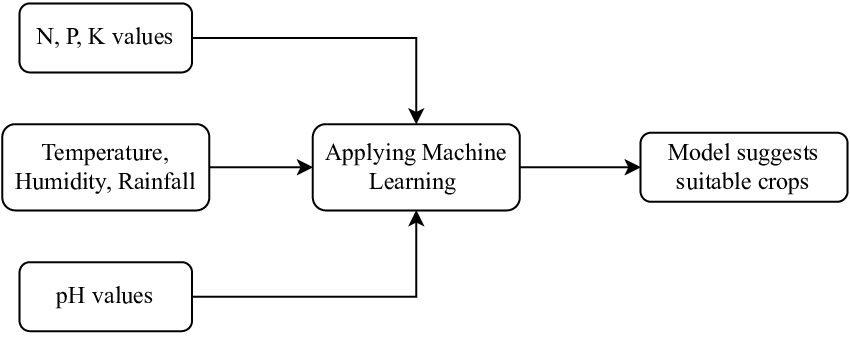 N, P, K values
Temperature,
Humidity, Rainfall
Applying Machine
Learning
Model suggests
suitable crops
pH values